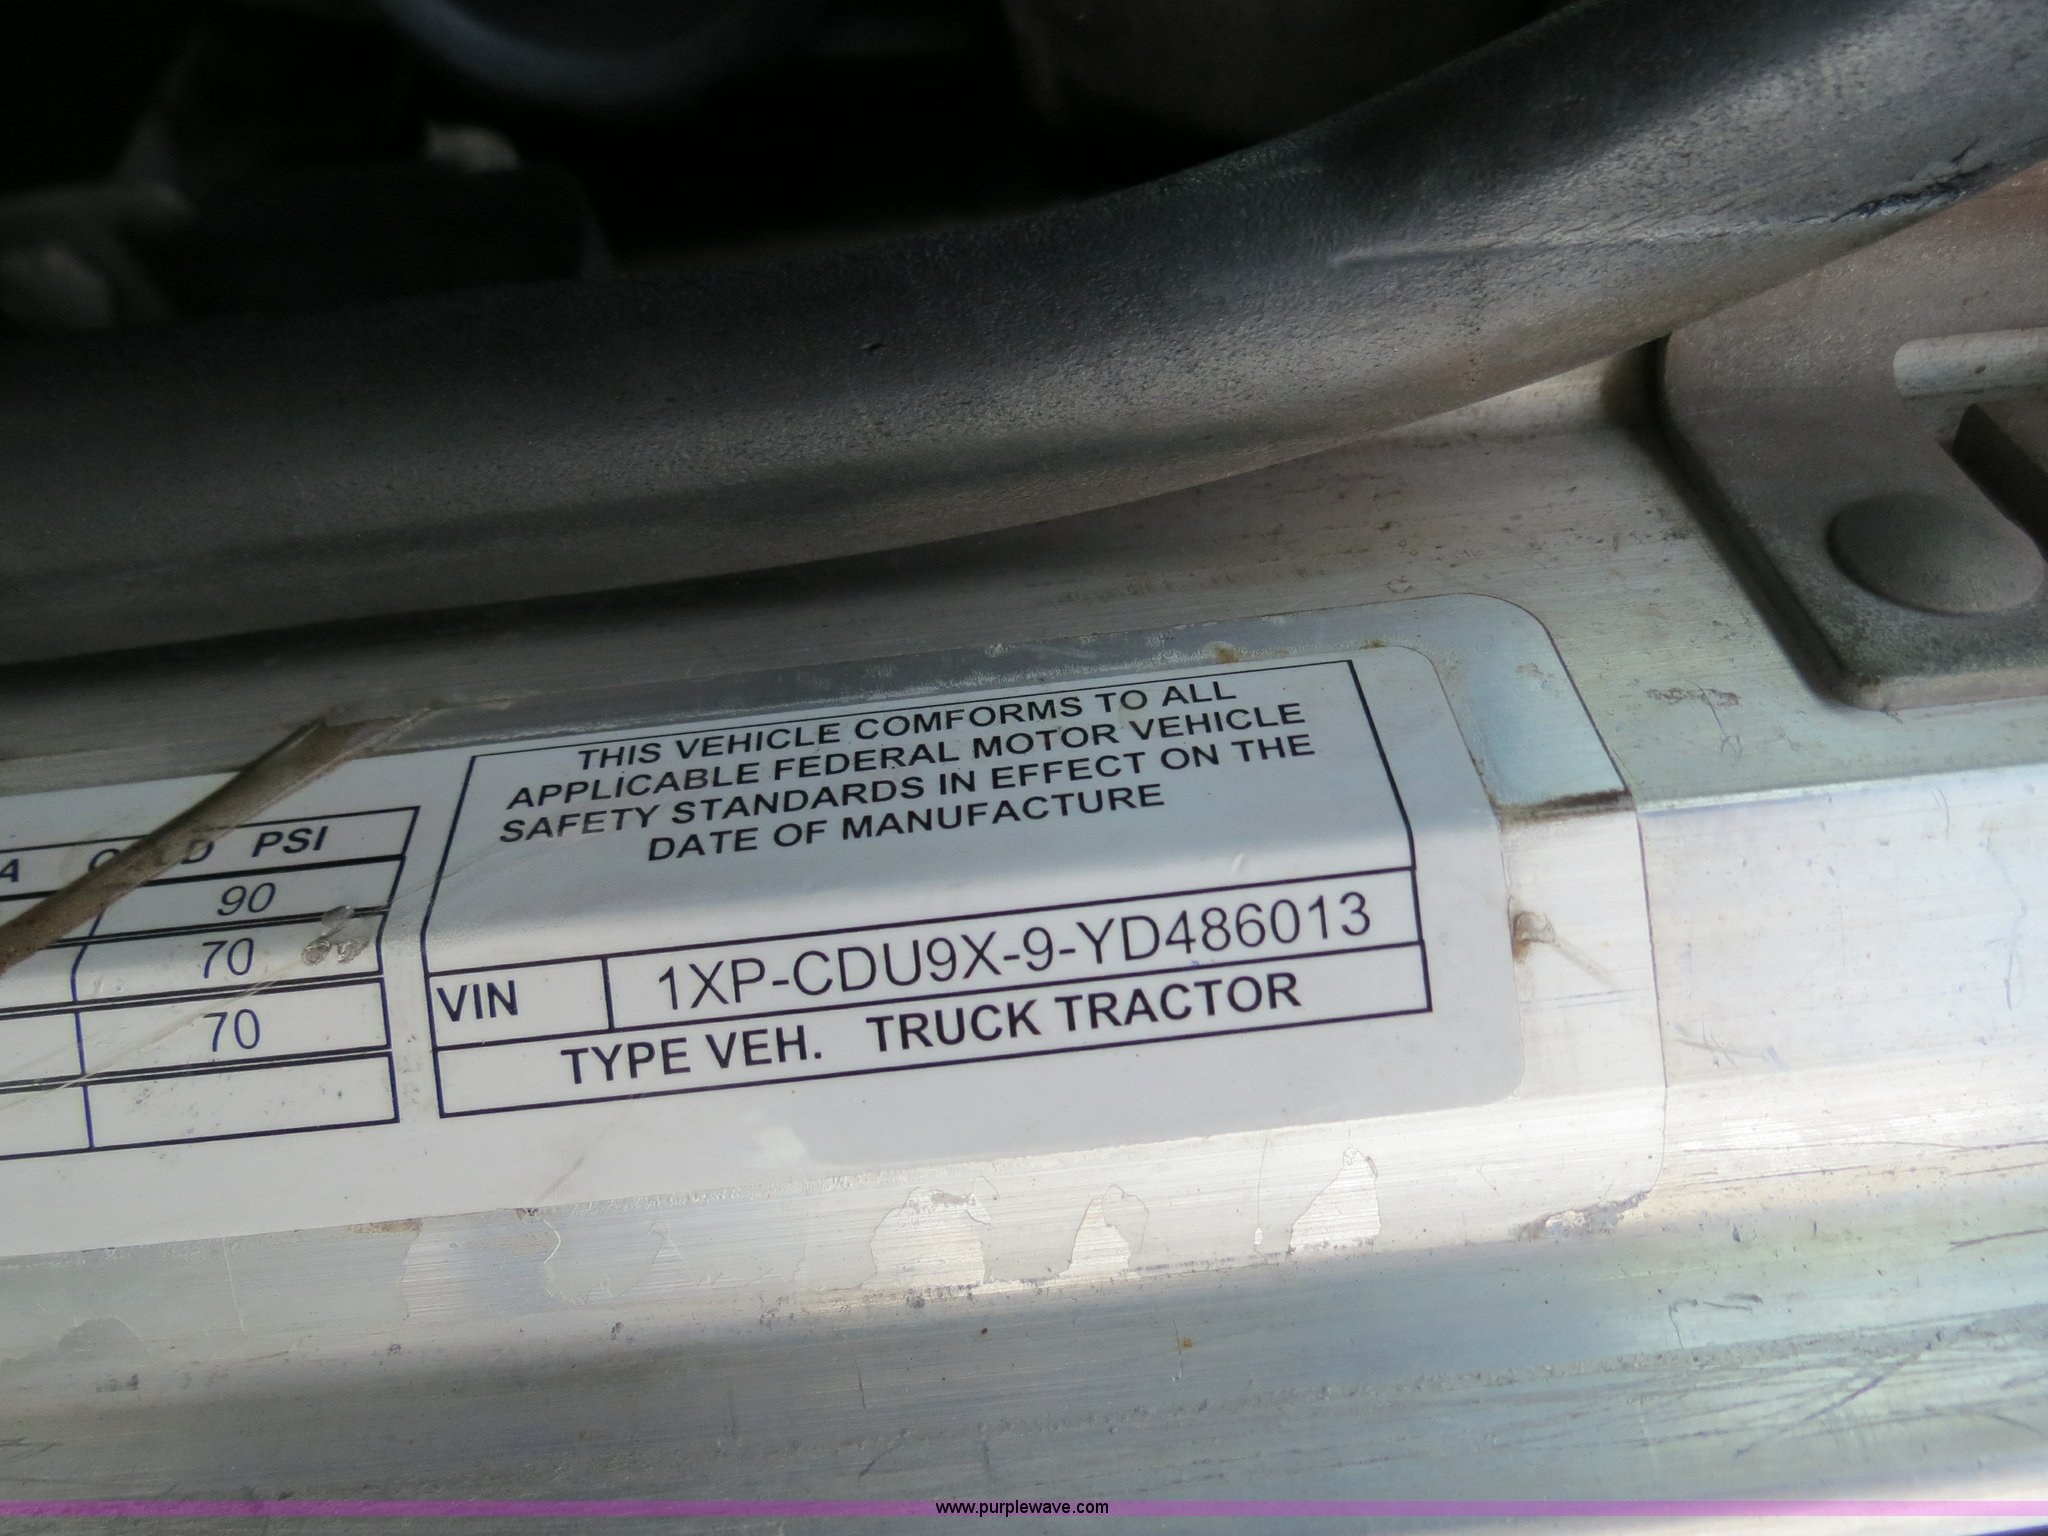 THIS VEHICLE COMFORMS TO ALL
APPLICABLE FEDERAL MOTOR VEHICLE
SAFETY STANDARDS IN EFFECT ON THE
DATE OF MANUFACTURE
PSI
90
70
70
VIN 1XP-CDU9X-9-YD486013
TYPE VEH. TRUCK TRACTOR
www.purplewave.com